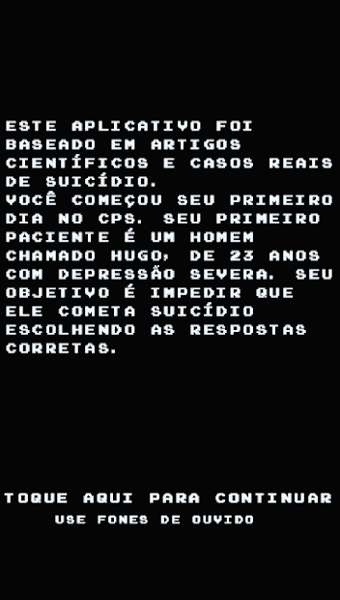 ESTE APLICATIVO FOI
BASEADO EM ARTIGOS
CIENTÍFICOS E CASOS REAIS
DE SUICÍDIO.
VOCÊ COMEÇOU SEU PRIMEIRO
DIA NO CPS. SEU PRIMEIRO
PACIENTE É UM HOMEM
CHAMADO HUGO, DE 23 ANOS
COM DEPRESSÃO SEVERA. SEU
OBJETIVO É IMPEDIR QUE
ELE COMETA SUICÍDIO
ESCOLHENDO AS RESPOSTAS
CORRETAS.
TOQUE AQUI PARA CONTINUAR
USE FONES DE OUVIDO